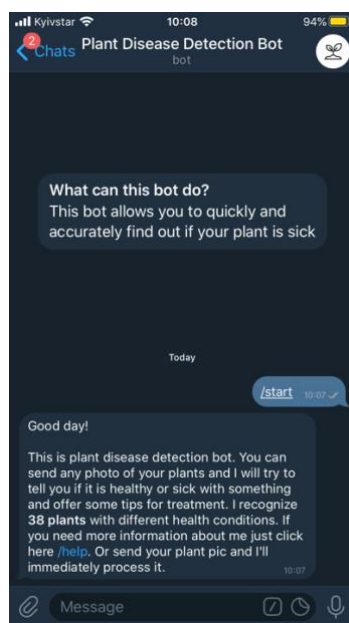 Kyivstar 10:08 94%
2
Chats Plant Disease Detection Bot
bot
What can this bot do?
This bot allows you to quickly and
accurately find out if your plant is sick
Today
/start 10:07
Good day!
This is plant disease detection bot. You can
send any photo of your plants and I will try to
tell you if it is healthy or sick with something
and offer some tips for treatment. I recognize
38 plants with different health conditions. If
you need more information about me just click
here /help. Or send your plant pic and I'll
immediately process it. 10:07
Message